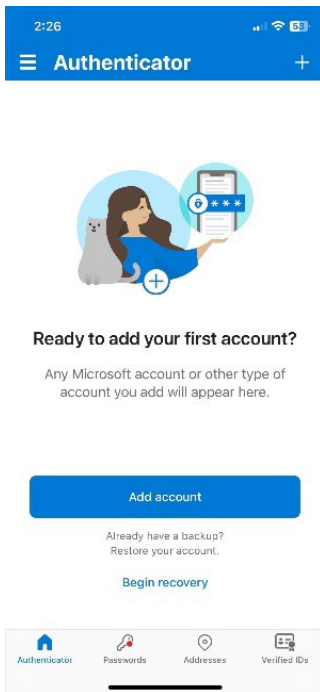 2:26
Authenticator
Ready to add your first account?
Any Microsoft account or other type of
account you add will appear here.
Add account
Already have a backup?
Restore your account.
Begin recovery
Authenticator Passwords Addresses Verified IDs